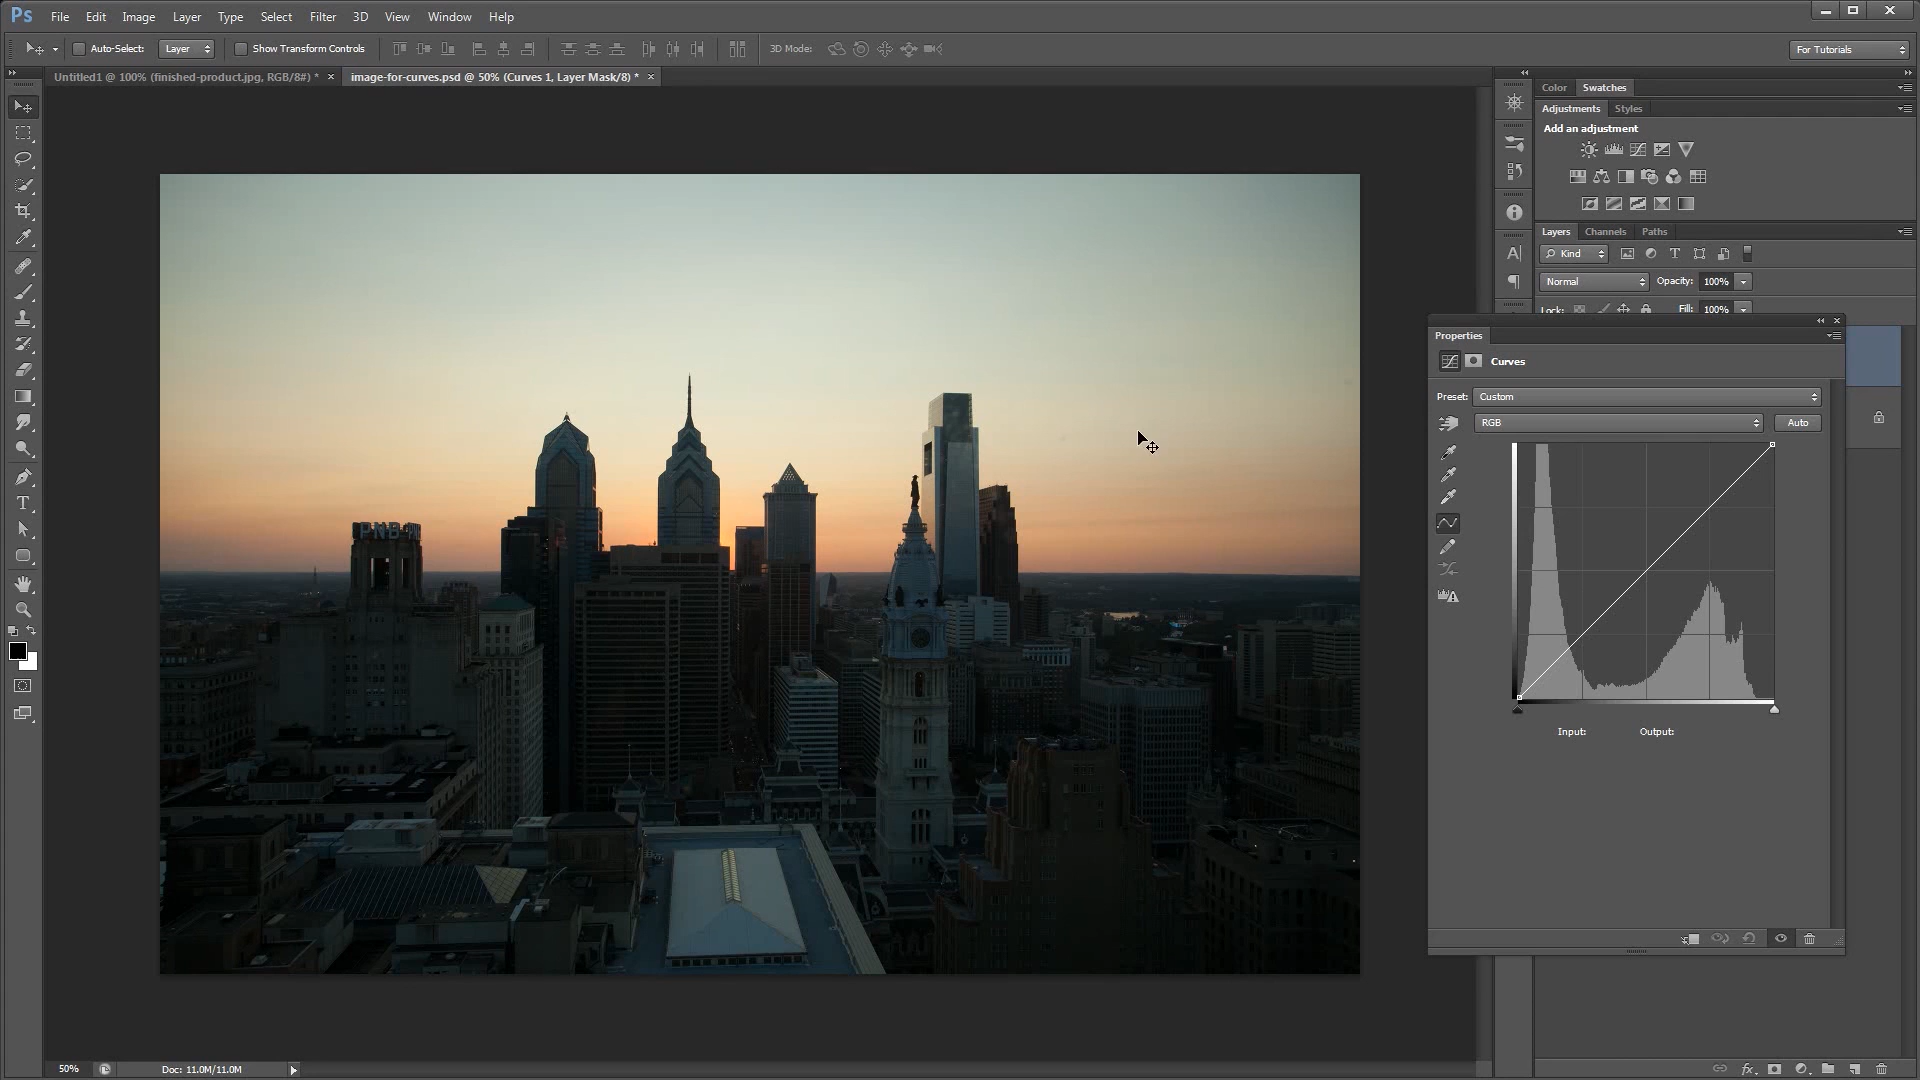 Ps File Edit Image Layer Type Select Filter 3D View Window Help
Auto-Select: Layer Show Transform Controls 3D Mode: For Tutorials
Untitled1 @ 100% (finished-product.jpg, RGB/8#) * × image-for-curves.psd @ 50% (Curves 1, Layer Mask/8) * ×
Color Swatches
Adjustments Styles
Add an adjustment
Layers Channels Paths
Kind
Normal Opacity: 100%
Lock: Fill: 100%
Properties
Curves
Preset: Custom
RGB Auto
Input: Output:
PNB
50% Doc: 11.0M/11.0M